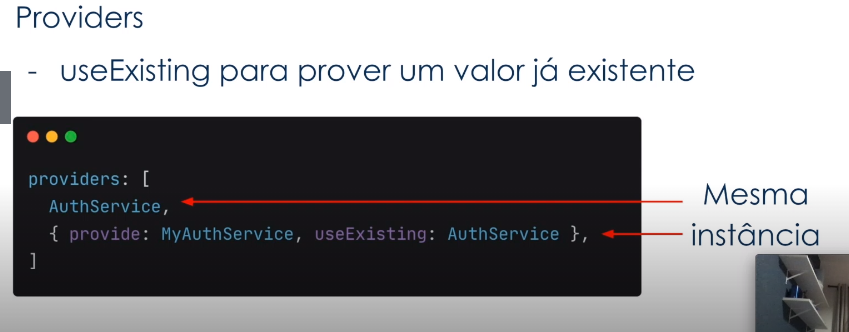 Providers
- useExisting para prover um valor já existente
providers: [
AuthService,
{ provide: MyAuthService, useExisting: AuthService },
]
Mesma
instância